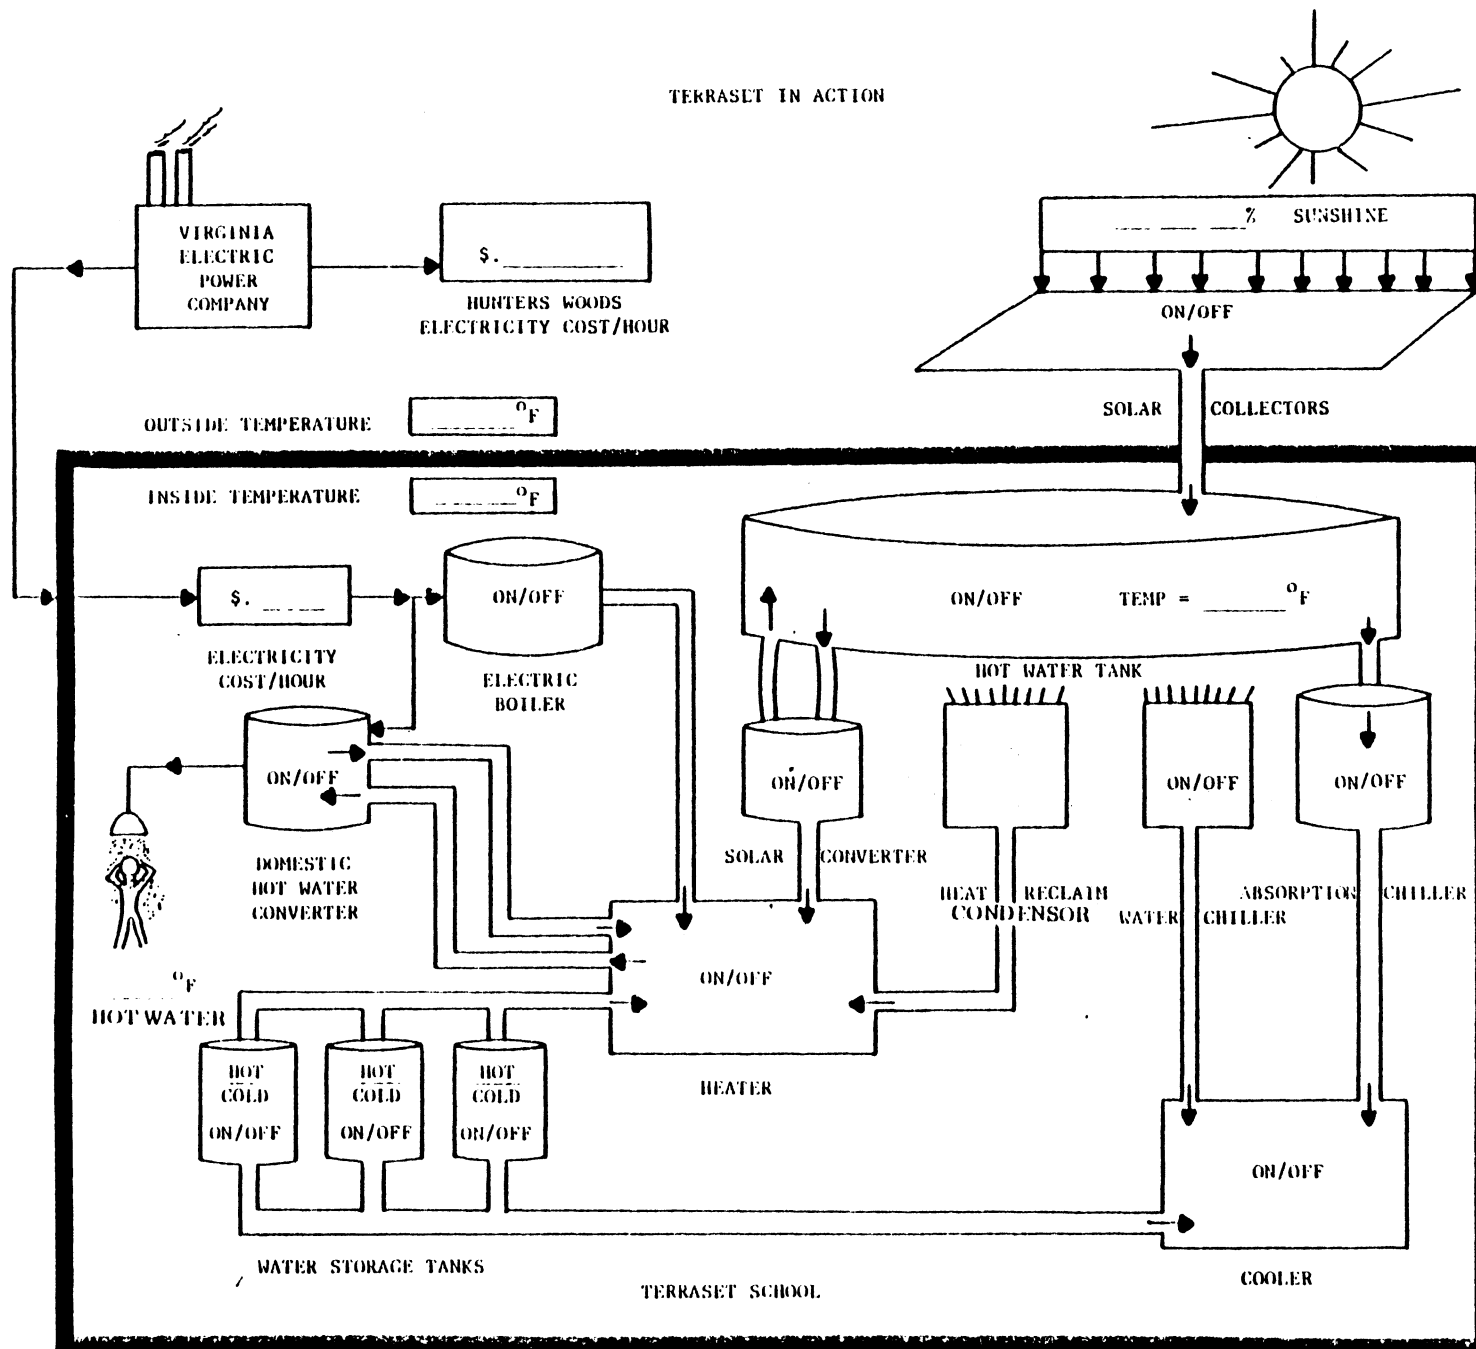 TERRASET IN ACTION
VIRGINIA
ELECTRIC
POWER
COMPANY
$.
HUNTERS WOODS
ELECTRICITY COST/HOUR
% SUNSHINE
ON/OFF
SOLAR COLLECTORS
OUTSIDE TEMPERATURE °F
INSIDE TEMPERATURE °F
$.
ELECTRICITY
COST/HOUR
ON/OFF
ELECTRIC
BOILER
ON/OFF TEMP = °F
HOT WATER TANK
ON/OFF
DOMESTIC
HOT WATER
CONVERTER
ON/OFF
SOLAR CONVERTER
HEAT RECLAIM
CONDENSOR
ON/OFF
WATER CHILLER
ON/OFF
ABSORPTION CHILLER
°F
HOT WATER
ON/OFF
HEATER
HOT
COLD
ON/OFF
HOT
COLD
ON/OFF
HOT
COLD
ON/OFF
WATER STORAGE TANKS
ON/OFF
COOLER
TERRASET SCHOOL